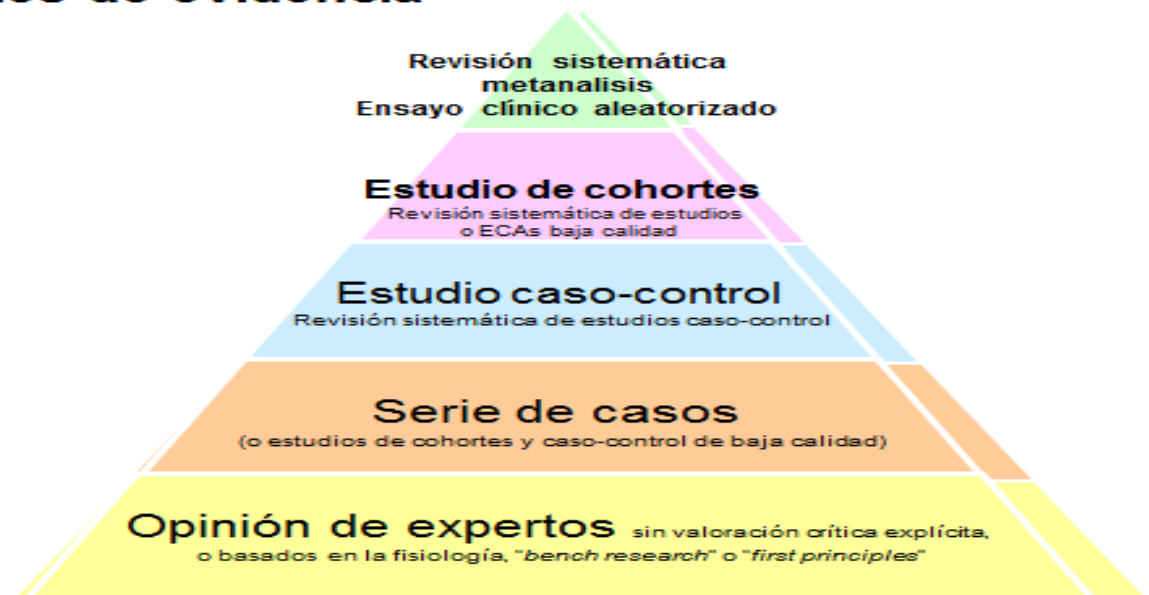 de evidencia
Revisión sistemática
metanalisis
Ensayo clínico aleatorizado
Estudio de cohortes
Revisión sistemática de estudios
o ECAs baja calidad
Estudio caso-control
Revisión sistemática de estudios caso-control
Serie de casos
(o estudios de cohortes y caso-control de baja calidad)
Opinión de expertos sin valoración crítica explícita,
o basados en la fisiología, "bench research" o "first principles"